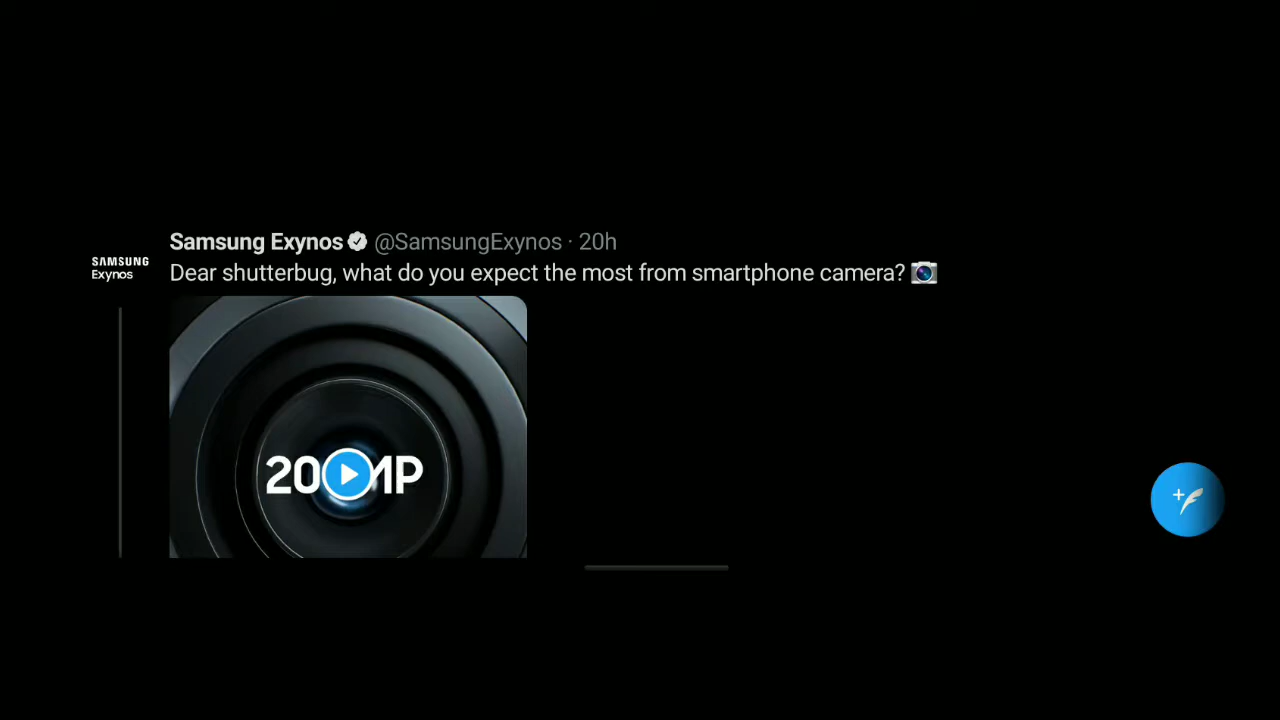 Samsung Exynos @SamsungExynos · 20h
SAMSUNG
Exynos
Dear shutterbug, what do you expect the most from smartphone camera? 📷